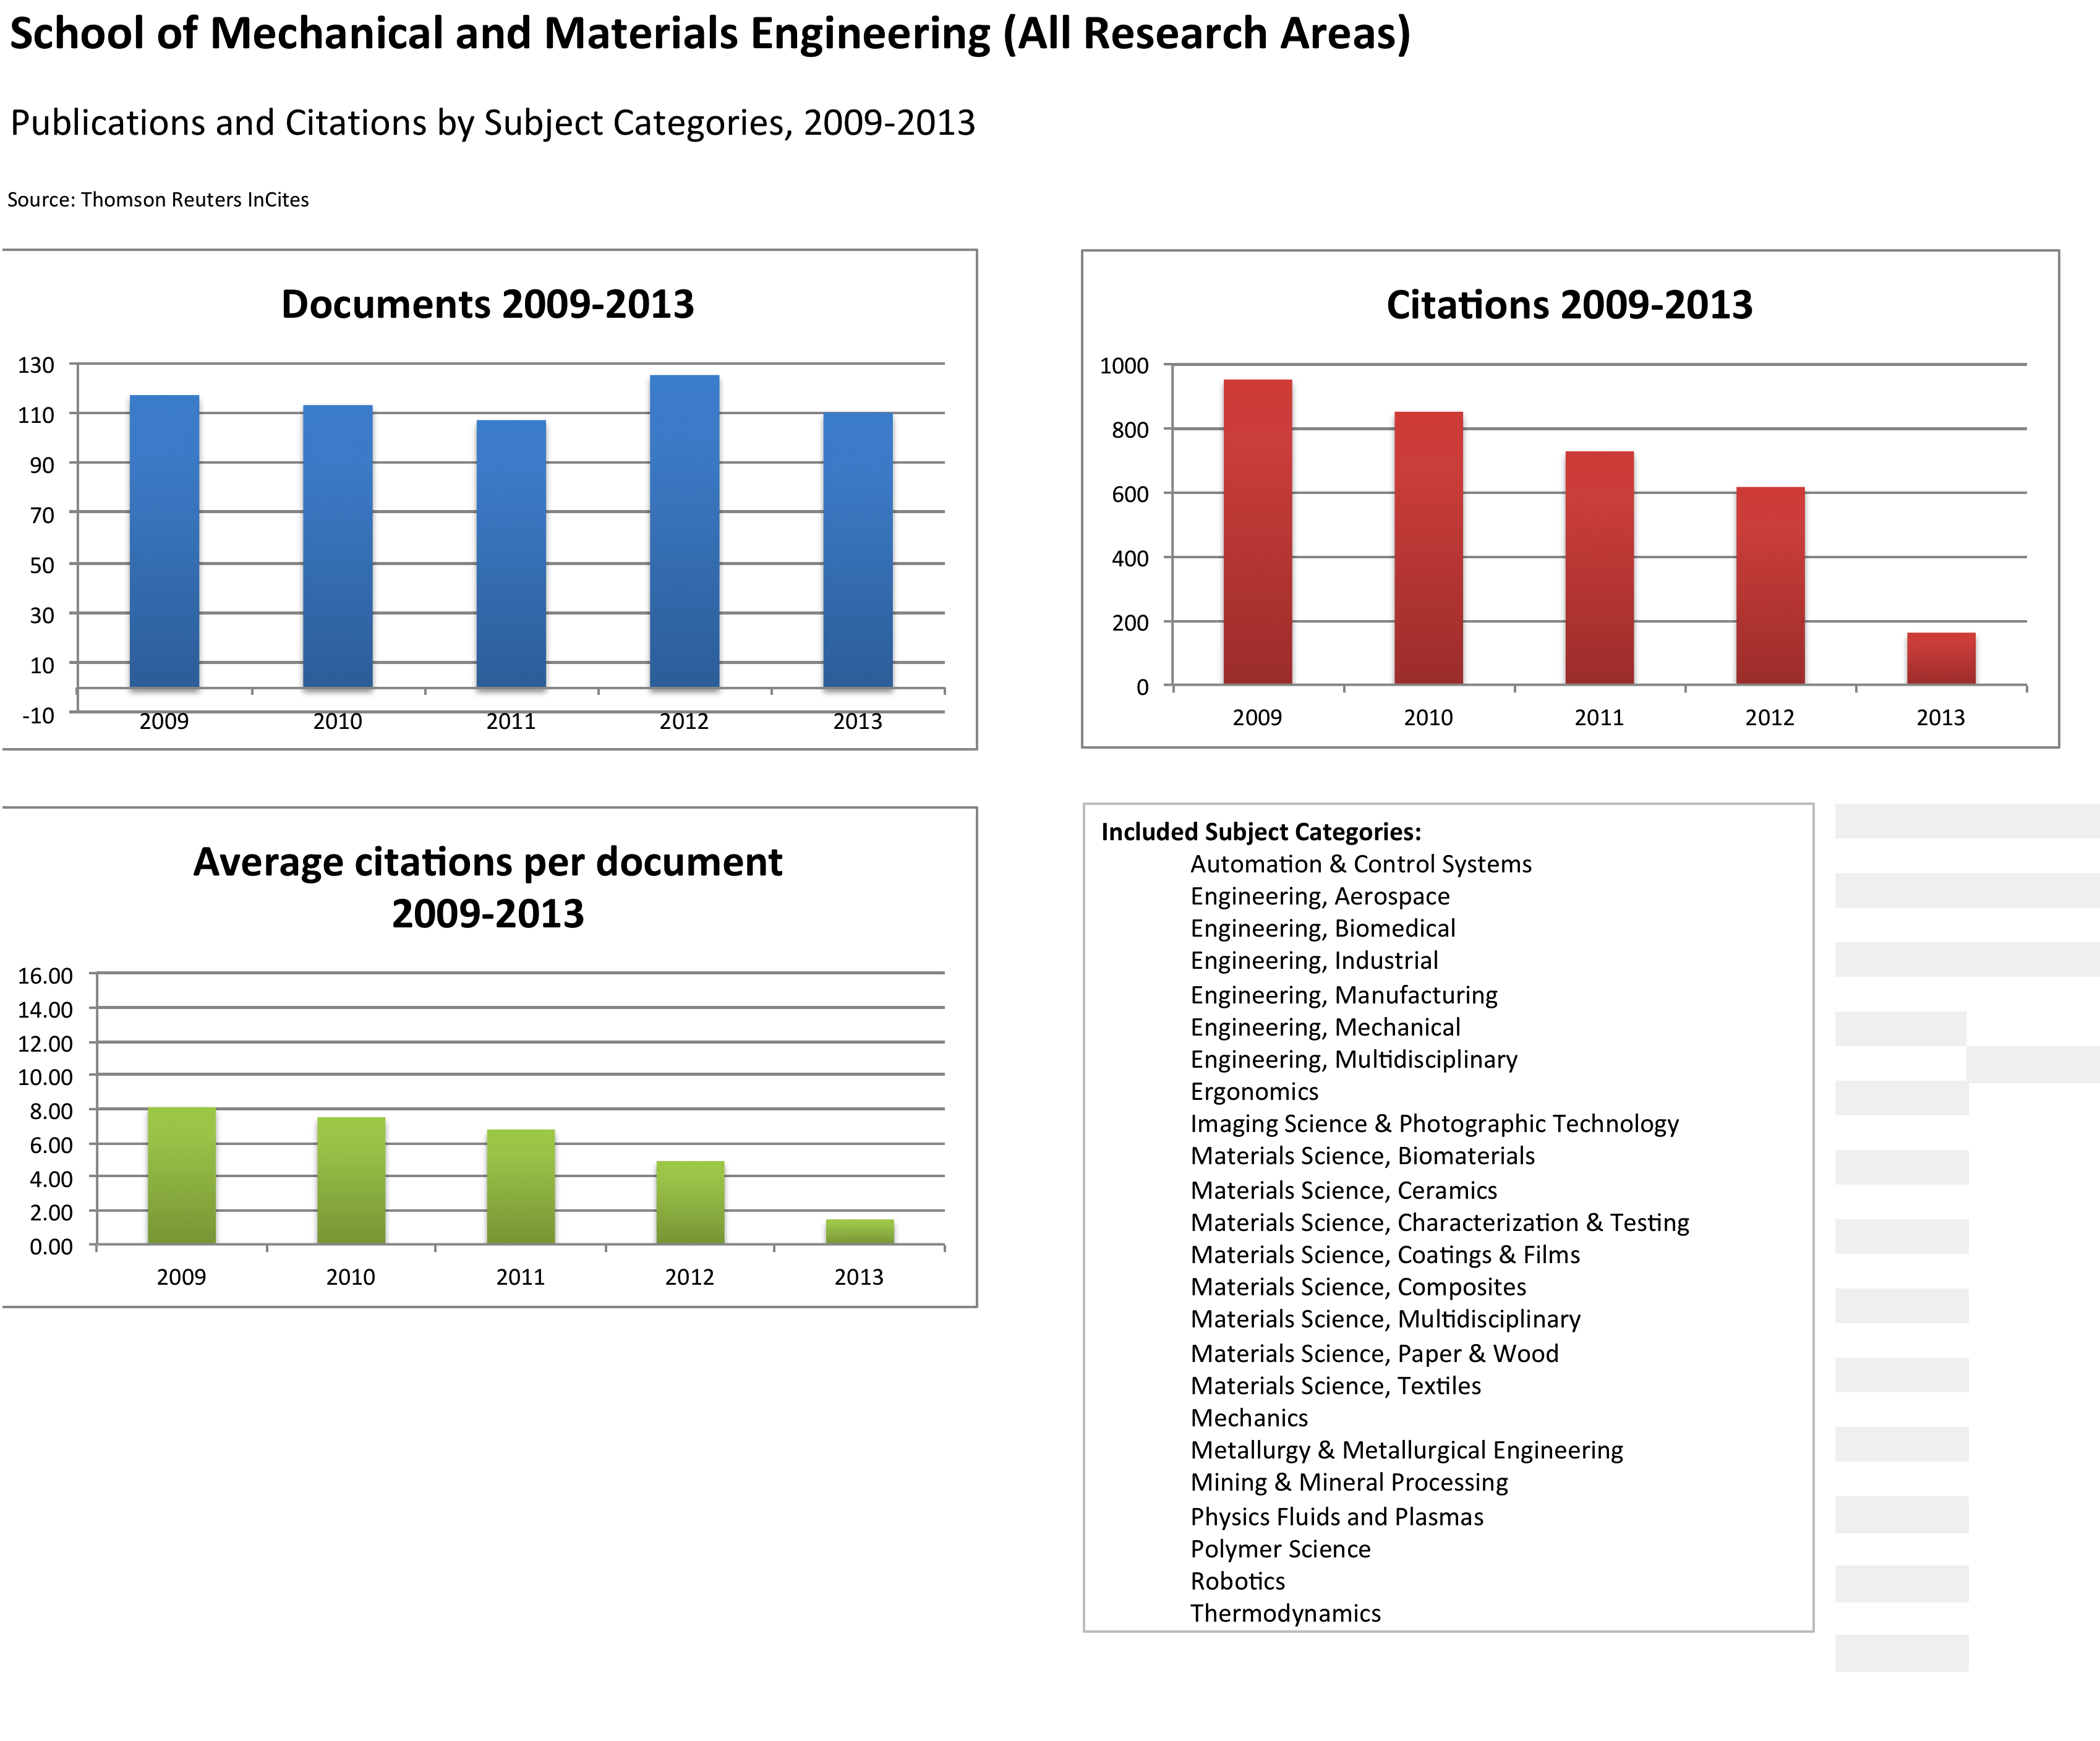 School of Mechanical and Materials Engineering (All Research Areas)
Publications and Citations by Subject Categories, 2009-2013
Source: Thomson Reuters InCites
Documents 2009-2013
130
110
90
70
50
30
10
-10
2009 2010 2011 2012 2013
Citations 2009-2013
1000
800
600
400
200
0
2009 2010 2011 2012 2013
Average citations per document
2009-2013
16.00
14.00
12.00
10.00
8.00
6.00
4.00
2.00
0.00
2009 2010 2011 2012 2013
Included Subject Categories:
Automation & Control Systems
Engineering, Aerospace
Engineering, Biomedical
Engineering, Industrial
Engineering, Manufacturing
Engineering, Mechanical
Engineering, Multidisciplinary
Ergonomics
Imaging Science & Photographic Technology
Materials Science, Biomaterials
Materials Science, Ceramics
Materials Science, Characterization & Testing
Materials Science, Coatings & Films
Materials Science, Composites
Materials Science, Multidisciplinary
Materials Science, Paper & Wood
Materials Science, Textiles
Mechanics
Metallurgy & Metallurgical Engineering
Mining & Mineral Processing
Physics Fluids and Plasmas
Polymer Science
Robotics
Thermodynamics